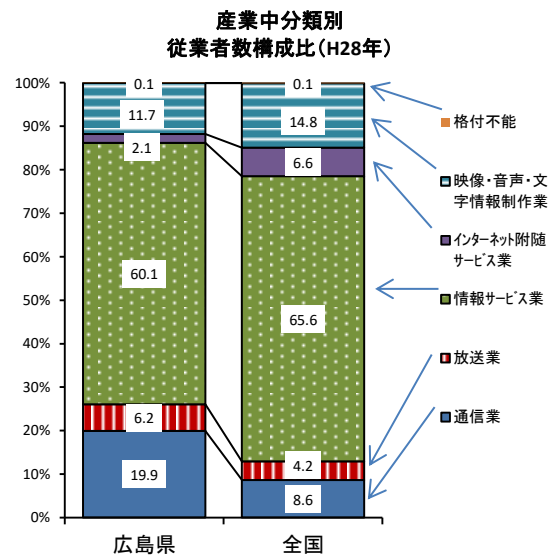 産業中分類別
従業者数構成比（H28年）
100%
90%
80%
70%
60%
50%
40%
30%
20%
10%
0%
0.1
11.7
2.1
60.1
6.2
19.9
0.1
14.8
6.6
65.6
4.2
8.6
広島県
全国
格付不能
映像・音声・文
字情報制作業
インターネット附随
サービス業
情報サービス業
放送業
通信業